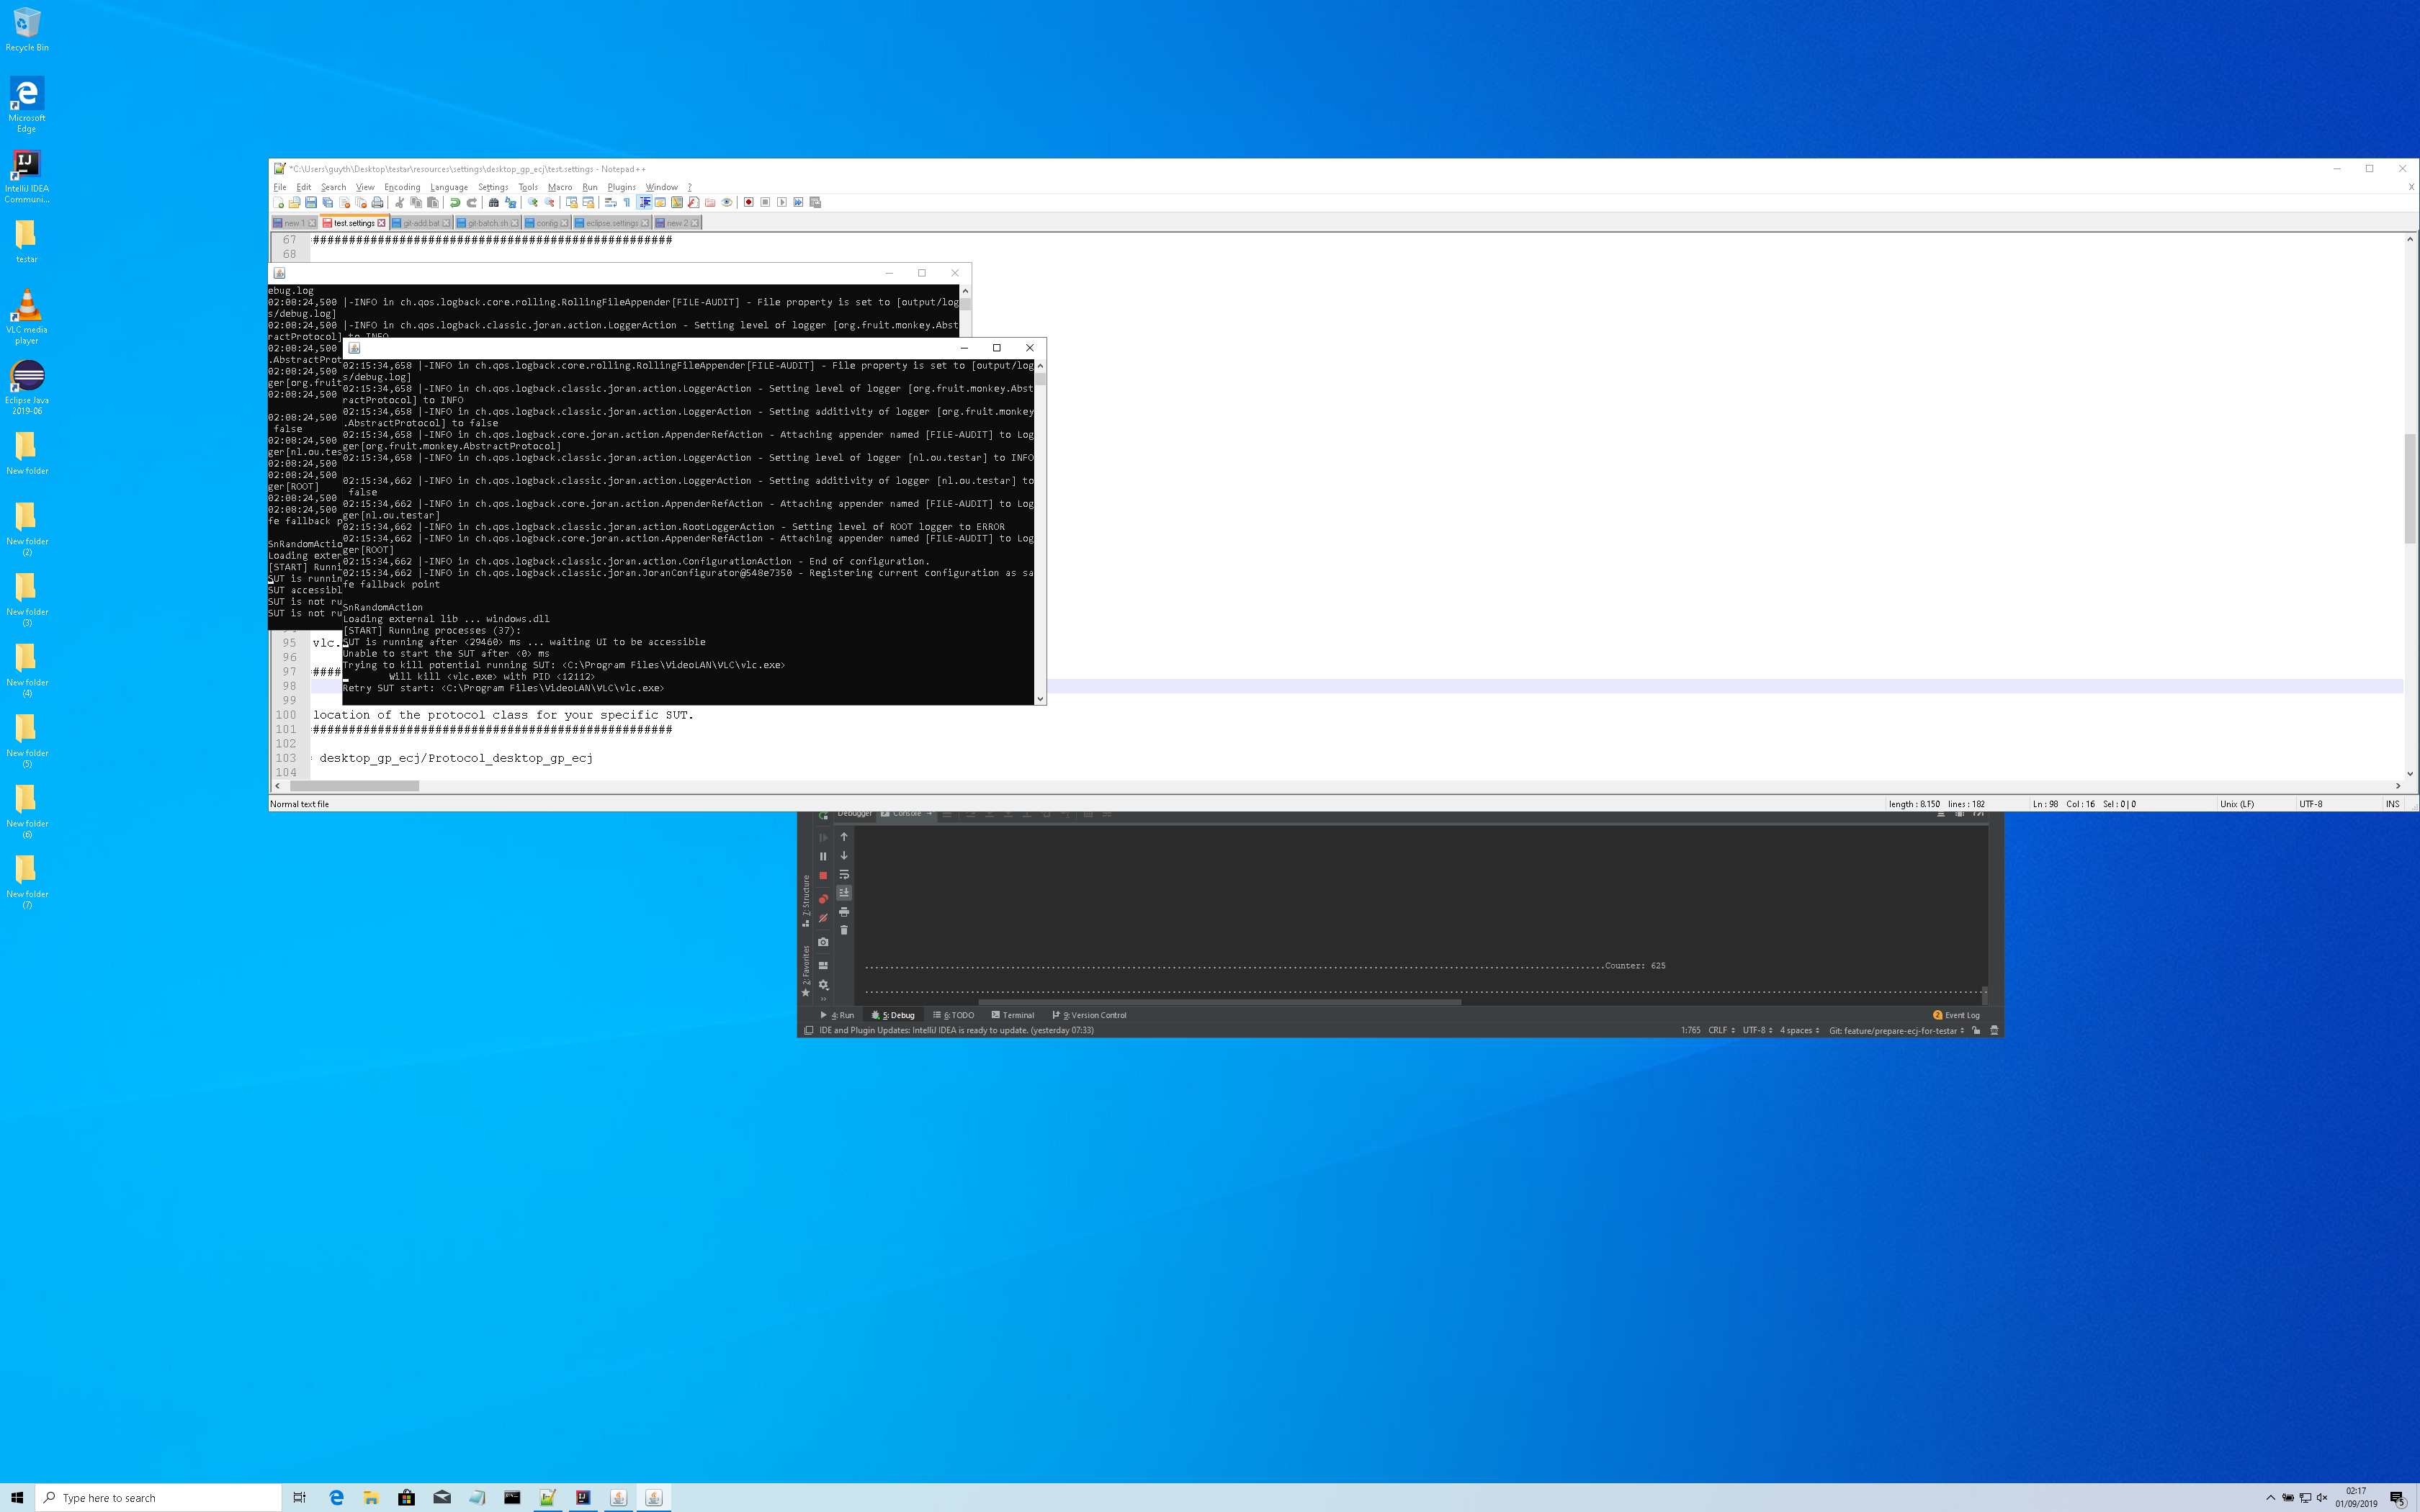 Recycle Bin
Microsoft
Edge
IntelliJ IDEA
Communi...
testar
VLC media
player
Eclipse Java
2019-06
New folder
New folder
(2)
New folder
(3)
New folder
(4)
New folder
(5)
New folder
(6)
New folder
(7)
*C:\Users\guyth\Desktop\testar\resources\settings\desktop_gp_ecj\test.settings - Notepad++
File Edit Search View Encoding Language Settings Tools Macro Run Plugins Window ?
X
new 1 test.settings git-add.bat git-batch.sh config eclipse.settings new 2
67 ##################################################
68
ebug.log
02:08:24,500 |-INFO in ch.qos.logback.core.rolling.RollingFileAppender[FILE-AUDIT] - File property is set to [output/log
s/debug.log]
02:08:24,500 |-INFO in ch.qos.logback.classic.joran.action.LoggerAction - Setting level of logger [org.fruit.monkey.Abst
ractProtocol] to INFO
02:08:24,500
.AbstractProt
02:08:24,500
ger[org.fruit
02:08:24,500
02:08:24,500
false
02:08:24,500
ger[nl.ou.tes
02:08:24,500
02:08:24,500
ger[ROOT]
02:08:24,500
02:08:24,500
fe fallback p
SnRandomActio
Loading exter
[START] Runni
SUT is runnin
SUT accessibl
SUT is not ru
SUT is not ru
02:15:34,658 |-INFO in ch.qos.logback.core.rolling.RollingFileAppender[FILE-AUDIT] - File property is set to [output/log
s/debug.log]
02:15:34,658 |-INFO in ch.qos.logback.classic.joran.action.LoggerAction - Setting level of logger [org.fruit.monkey.Abst
ractProtocol] to INFO
02:15:34,658 |-INFO in ch.qos.logback.classic.joran.action.LoggerAction - Setting additivity of logger [org.fruit.monkey
.AbstractProtocol] to false
02:15:34,658 |-INFO in ch.qos.logback.core.joran.action.AppenderRefAction - Attaching appender named [FILE-AUDIT] to Log
ger[org.fruit.monkey.AbstractProtocol]
02:15:34,658 |-INFO in ch.qos.logback.classic.joran.action.LoggerAction - Setting level of logger [nl.ou.testar] to INFO
02:15:34,662 |-INFO in ch.qos.logback.classic.joran.action.LoggerAction - Setting additivity of logger [nl.ou.testar] to
false
02:15:34,662 |-INFO in ch.qos.logback.core.joran.action.AppenderRefAction - Attaching appender named [FILE-AUDIT] to Log
ger[nl.ou.testar]
02:15:34,662 |-INFO in ch.qos.logback.classic.joran.action.RootLoggerAction - Setting level of ROOT logger to ERROR
02:15:34,662 |-INFO in ch.qos.logback.core.joran.action.AppenderRefAction - Attaching appender named [FILE-AUDIT] to Log
ger[ROOT]
02:15:34,662 |-INFO in ch.qos.logback.classic.joran.action.ConfigurationAction - End of configuration.
02:15:34,662 |-INFO in ch.qos.logback.classic.joran.JoranConfigurator@548e7350 - Registering current configuration as sa
fe fallback point
SnRandomAction
Loading external lib ... windows.dll
[START] Running processes (37):
SUT is running after <29460> ms ... waiting UI to be accessible
Unable to start the SUT after <0> ms
Trying to kill potential running SUT: <C:\Program Files\VideoLAN\VLC\vlc.exe>
Will kill <vlc.exe> with PID <12112>
Retry SUT start: <C:\Program Files\VideoLAN\VLC\vlc.exe>
95 vlc.
96
97 ####
98
99
100 location of the protocol class for your specific SUT.
101 ##################################################
102
103 = desktop_gp_ecj/Protocol_desktop_gp_ecj
104
Normal text file length : 8.150 lines : 182 Ln : 98 Col : 16 Sel : 0 | 0 Unix (LF) UTF-8 INS
Debugger Console
7: Structure
2: Favorites
Counter: 625
4: Run 5: Debug 6: TODO Terminal 9: Version Control 2 Event Log
IDE and Plugin Updates: IntelliJ IDEA is ready to update. (yesterday 07:33) 1:765 CRLF UTF-8 4 spaces Git: feature/prepare-ecj-for-testar
Type here to search
02:17
01/09/2019
5